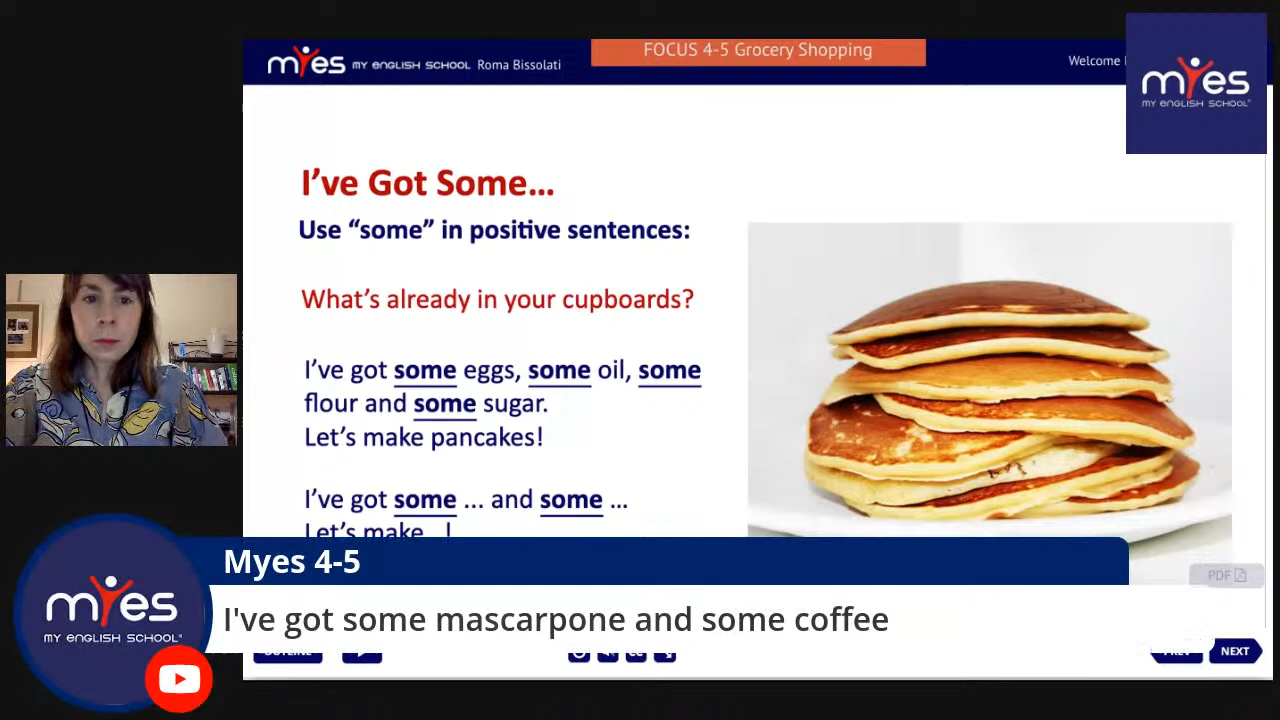 FOCUS 4-5 Grocery Shopping
myes MY ENGLISH SCHOOL Roma Bissolati
Welcome
myes
MY ENGLISH SCHOOL
I've Got Some...
Use “some” in positive sentences:
What's already in your cupboards?
I've got some eggs, some oil, some
flour and some sugar.
Let's make pancakes!
I've got some ... and some ...
Let's make...!
PDF
Myes 4-5
myes
MY ENGLISH SCHOOL
I've got some mascarpone and some coffee
OUTLINE
PREV
NEXT